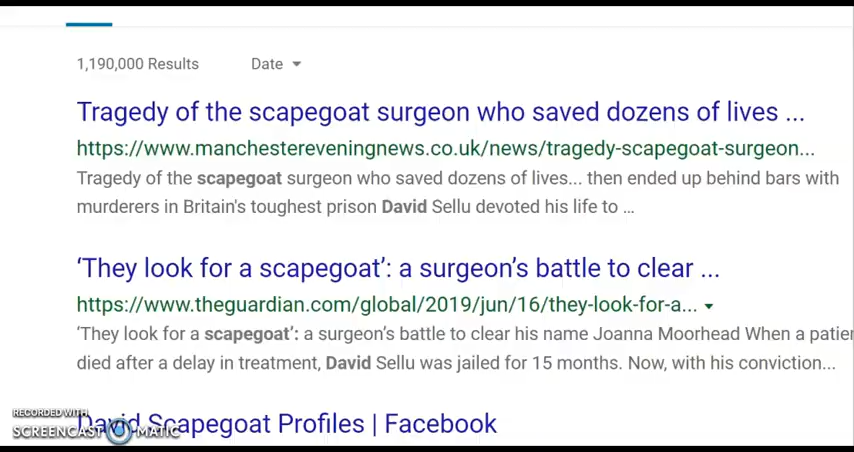 1,190,000 Results Date
Tragedy of the scapegoat surgeon who saved dozens of lives ...
https://www.manchestereveningnews.co.uk/news/tragedy-scapegoat-surgeon...
Tragedy of the scapegoat surgeon who saved dozens of lives... then ended up behind bars with
murderers in Britain's toughest prison David Sellu devoted his life to ...
‘They look for a scapegoat’: a surgeon’s battle to clear ...
https://www.theguardian.com/global/2019/jun/16/they-look-for-a...
‘They look for a scapegoat’: a surgeon’s battle to clear his name Joanna Moorhead When a patien
died after a delay in treatment, David Sellu was jailed for 15 months. Now, with his conviction...
David Scapegoat Profiles | Facebook
RECORDED WITH
SCREENCAST MATIC